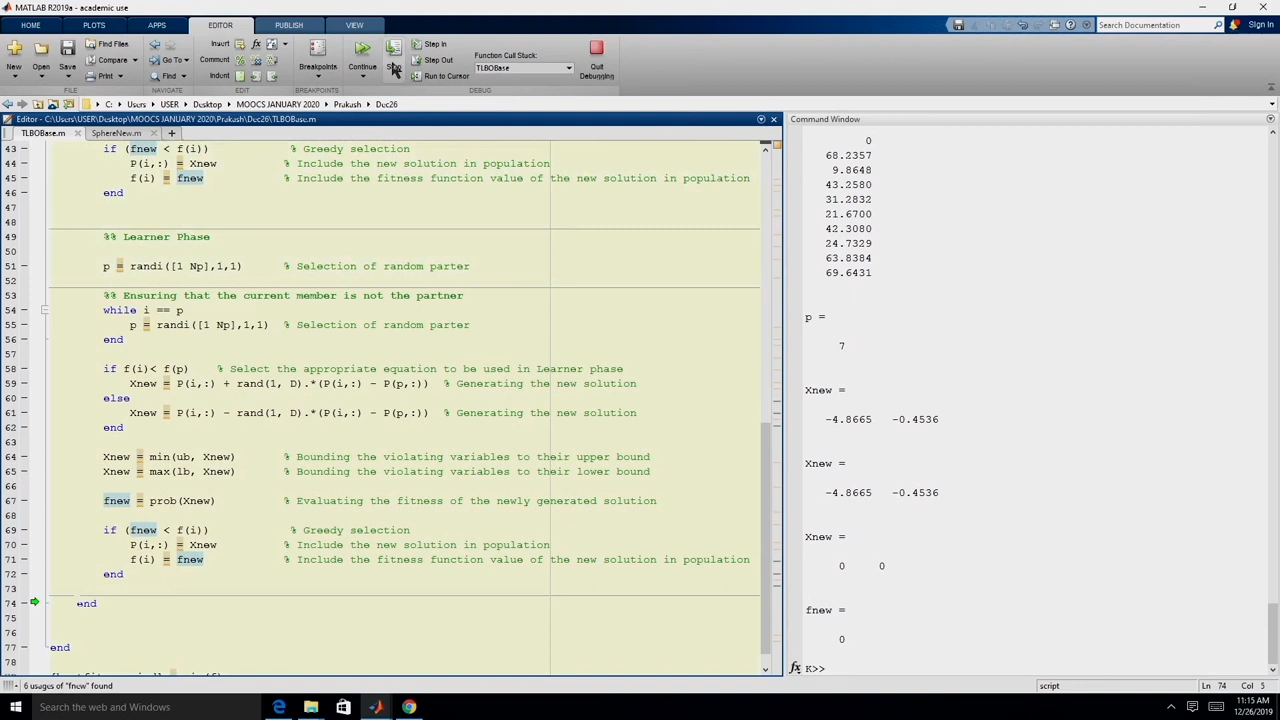 MATLAB R2019a - academic use
HOME PLOTS APPS EDITOR PUBLISH VIEW
Search Documentation
Sign In
New Open Save
Find Files
Compare
Print
Go To
Find
Insert
Comment
Indent
Breakpoints
Continue
Step
Step In
Step Out
Run to Cursor
Function Call Stack:
TLBOBase
Quit Debugging
FILE NAVIGATE EDIT BREAKPOINTS DEBUG
C: Users USER Desktop MOOCS JANUARY 2020 Prakash Dec26
Editor - C:\Users\USER\Desktop\MOOCS JANUARY 2020\Prakash\Dec26\TLBOBase.m
TLBOBase.m SphereNew.m
43 if (fnew < f(i)) % Greedy selection
44 P(i,:) = Xnew % Include the new solution in population
45 f(i) = fnew % Include the fitness function value of the new solution in population
46 end
47
48
49 %% Learner Phase
50
51 p = randi([1 Np],1,1) % Selection of random parter
52
53 %% Ensuring that the current member is not the partner
54 while i == p
55 p = randi([1 Np],1,1) % Selection of random parter
56 end
57
58 if f(i)< f(p) % Select the appropriate equation to be used in Learner phase
59 Xnew = P(i,:) + rand(1, D).*(P(i,:) - P(p,:)) % Generating the new solution
60 else
61 Xnew = P(i,:) - rand(1, D).*(P(i,:) - P(p,:)) % Generating the new solution
62 end
63
64 Xnew = min(ub, Xnew) % Bounding the violating variables to their upper bound
65 Xnew = max(lb, Xnew) % Bounding the violating variables to their lower bound
66
67 fnew = prob(Xnew) % Evaluating the fitness of the newly generated solution
68
69 if (fnew < f(i)) % Greedy selection
70 P(i,:) = Xnew % Include the new solution in population
71 f(i) = fnew % Include the fitness function value of the new solution in population
72 end
73
74 end
75
76
77 end
78
6 usages of "fnew" found
Command Window
0
68.2357
9.8648
43.2580
31.2832
21.6700
42.3080
24.7329
63.8384
69.6431
p =
7
Xnew =
-4.8665 -0.4536
Xnew =
-4.8665 -0.4536
Xnew =
0 0
fnew =
0
fx K>>
script Ln 74 Col 5
Search the web and Windows
11:15 AM
12/26/2019